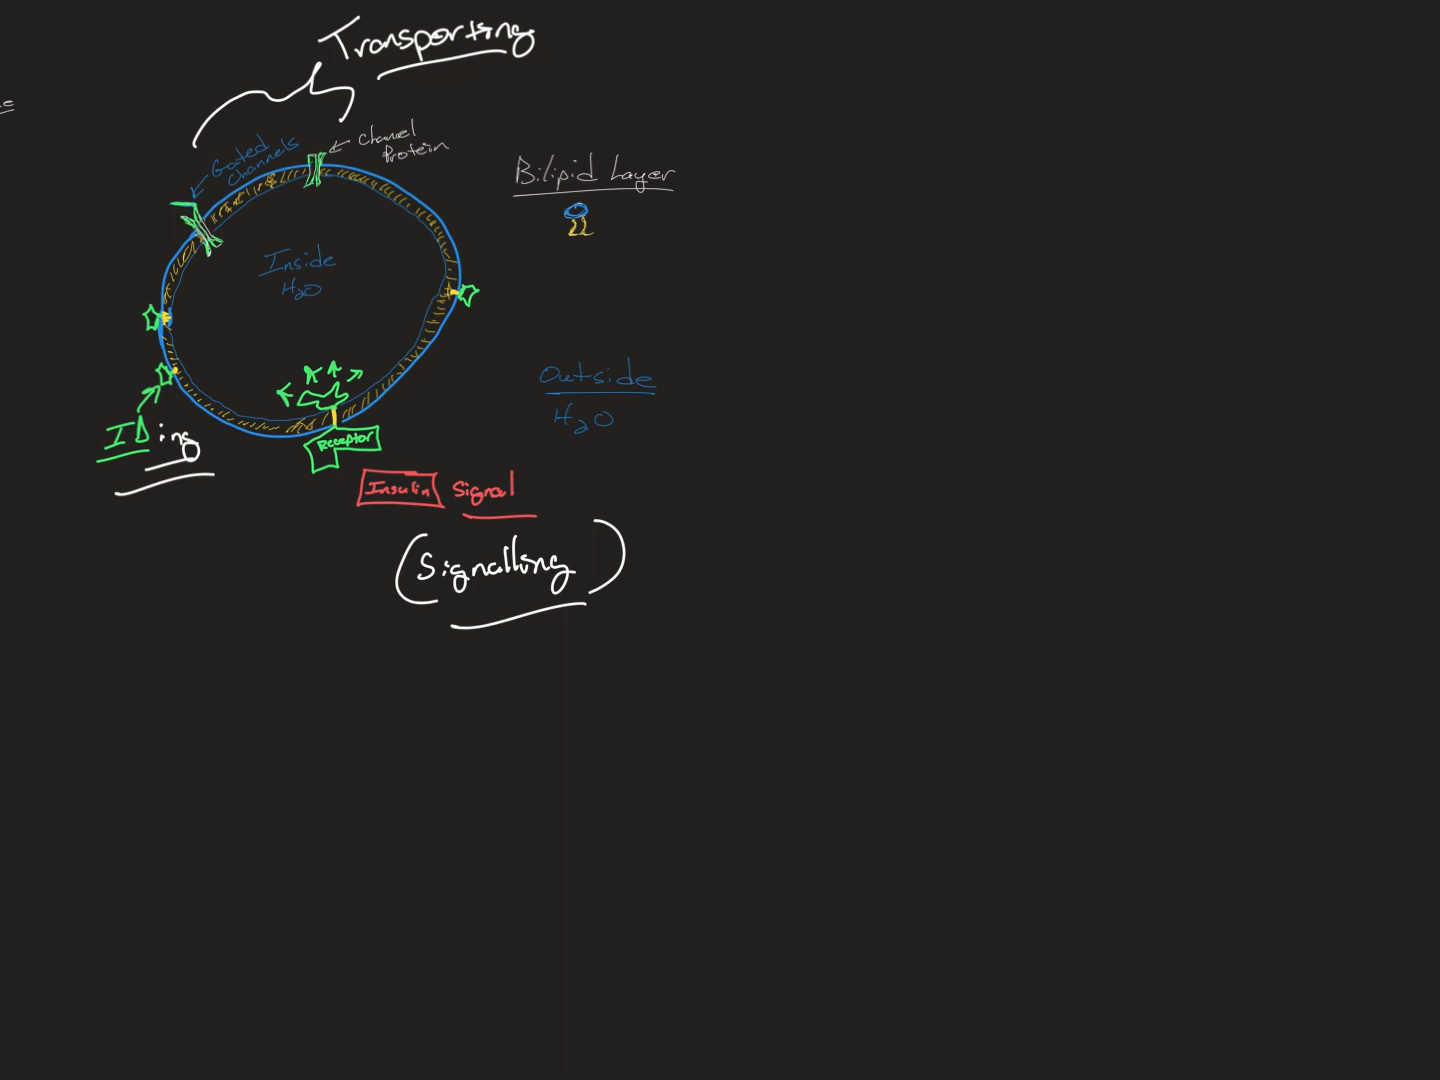 Transporting
Gated
Channels
Channel
Protein
Bilipid Layer
Inside
H2O
Outside
H2O
IDing
Receptor
Insulin Signal
(Signalling)